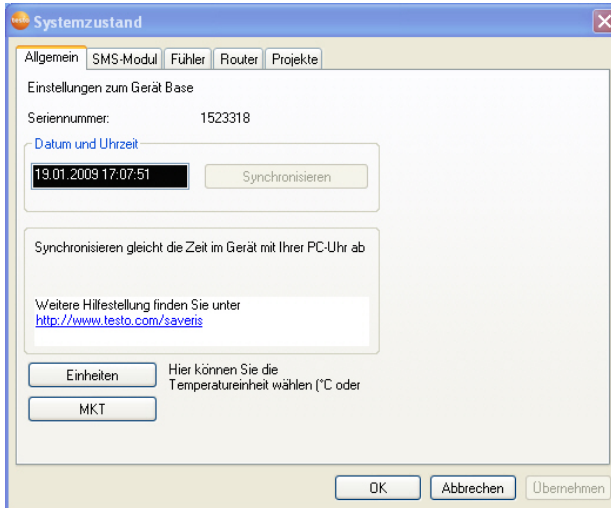 testo Systemzustand
Allgemein SMS-Modul Fühler Router Projekte
Einstellungen zum Gerät Base
Seriennummer: 1523318
Datum und Uhrzeit
19.01.2009 17:07:51 Synchronisieren
Synchronisieren gleicht die Zeit im Gerät mit Ihrer PC-Uhr ab
Weitere Hilfestellung finden Sie unter
http://www.testo.com/saveris
Einheiten
Hier können Sie die
Temperatureinheit wählen (°C oder
MKT
OK Abbrechen Übernehmen